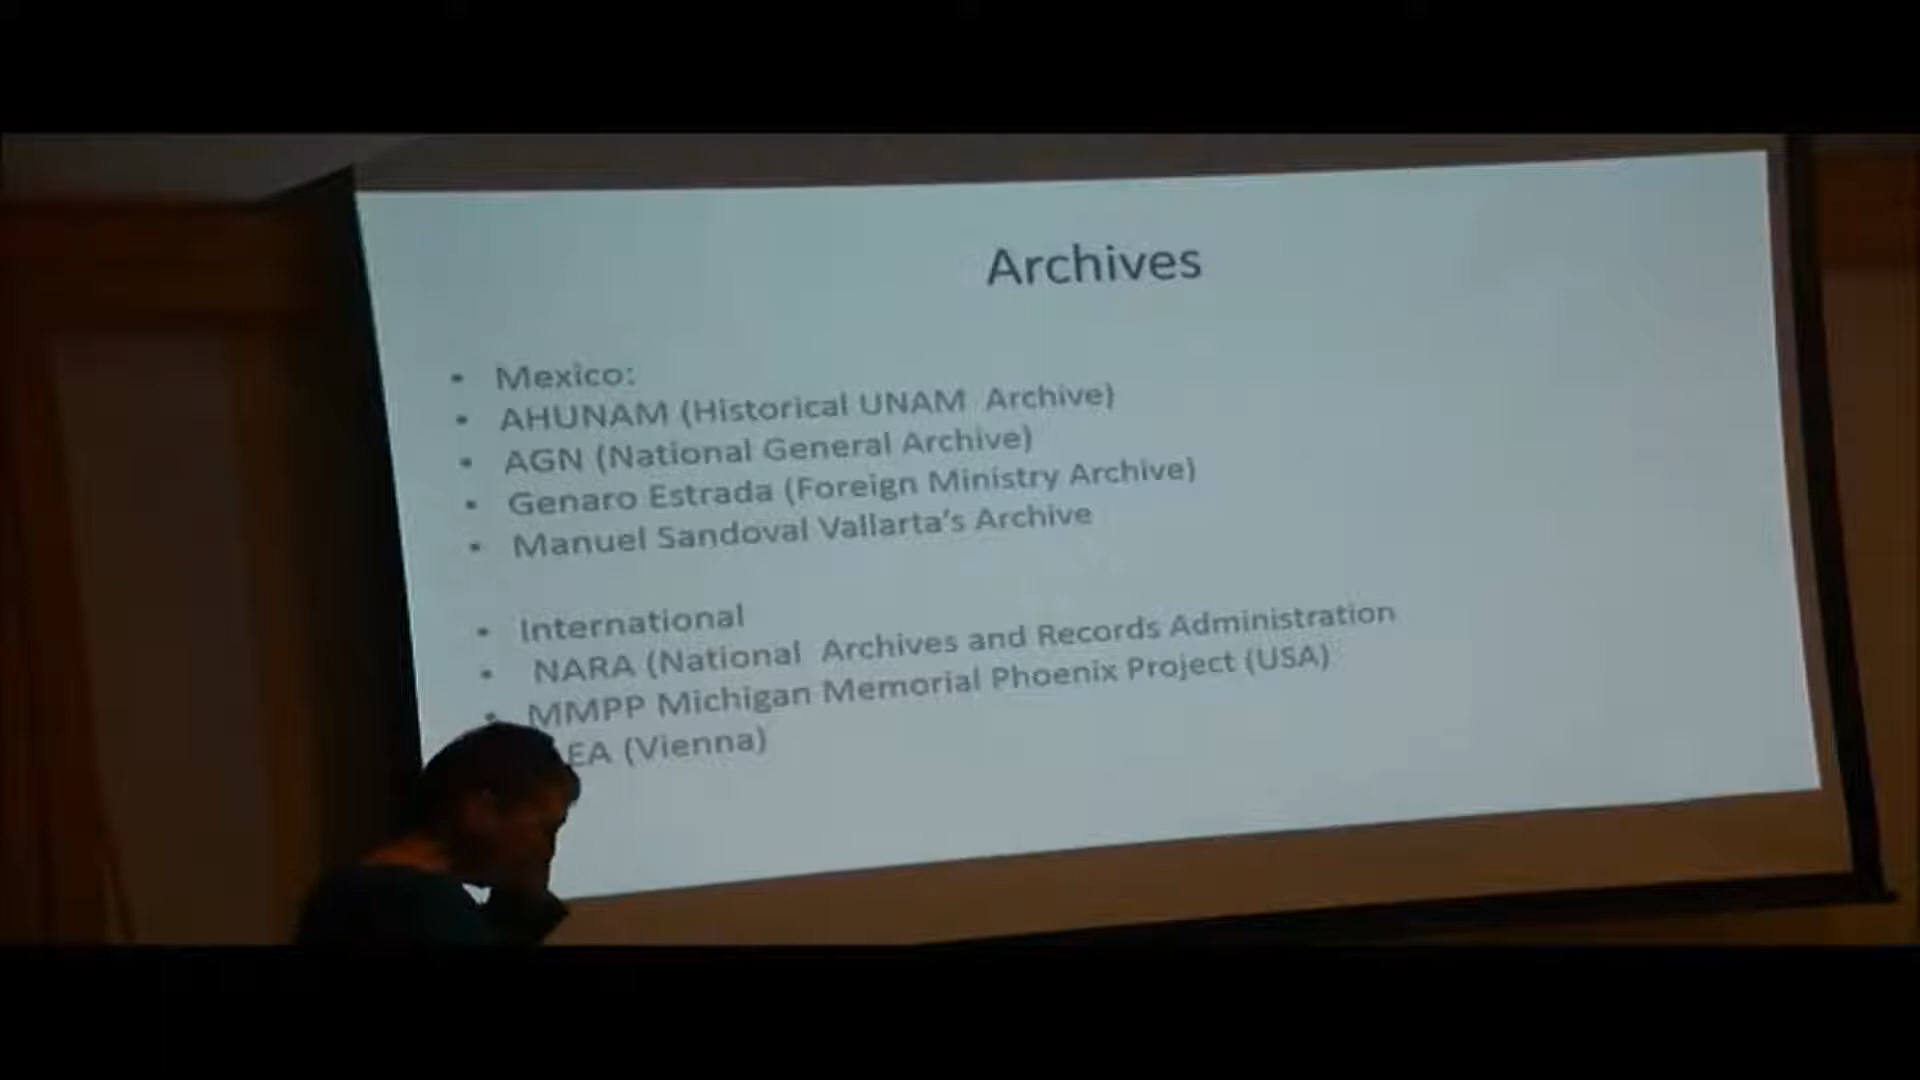 Archives
• Mexico:
• AHUNAM (Historical UNAM Archive)
• AGN (National General Archive)
• Genaro Estrada (Foreign Ministry Archive)
• Manuel Sandoval Vallarta's Archive
• International
• NARA (National Archives and Records Administration
• MMPP Michigan Memorial Phoenix Project (USA)
(Vienna)